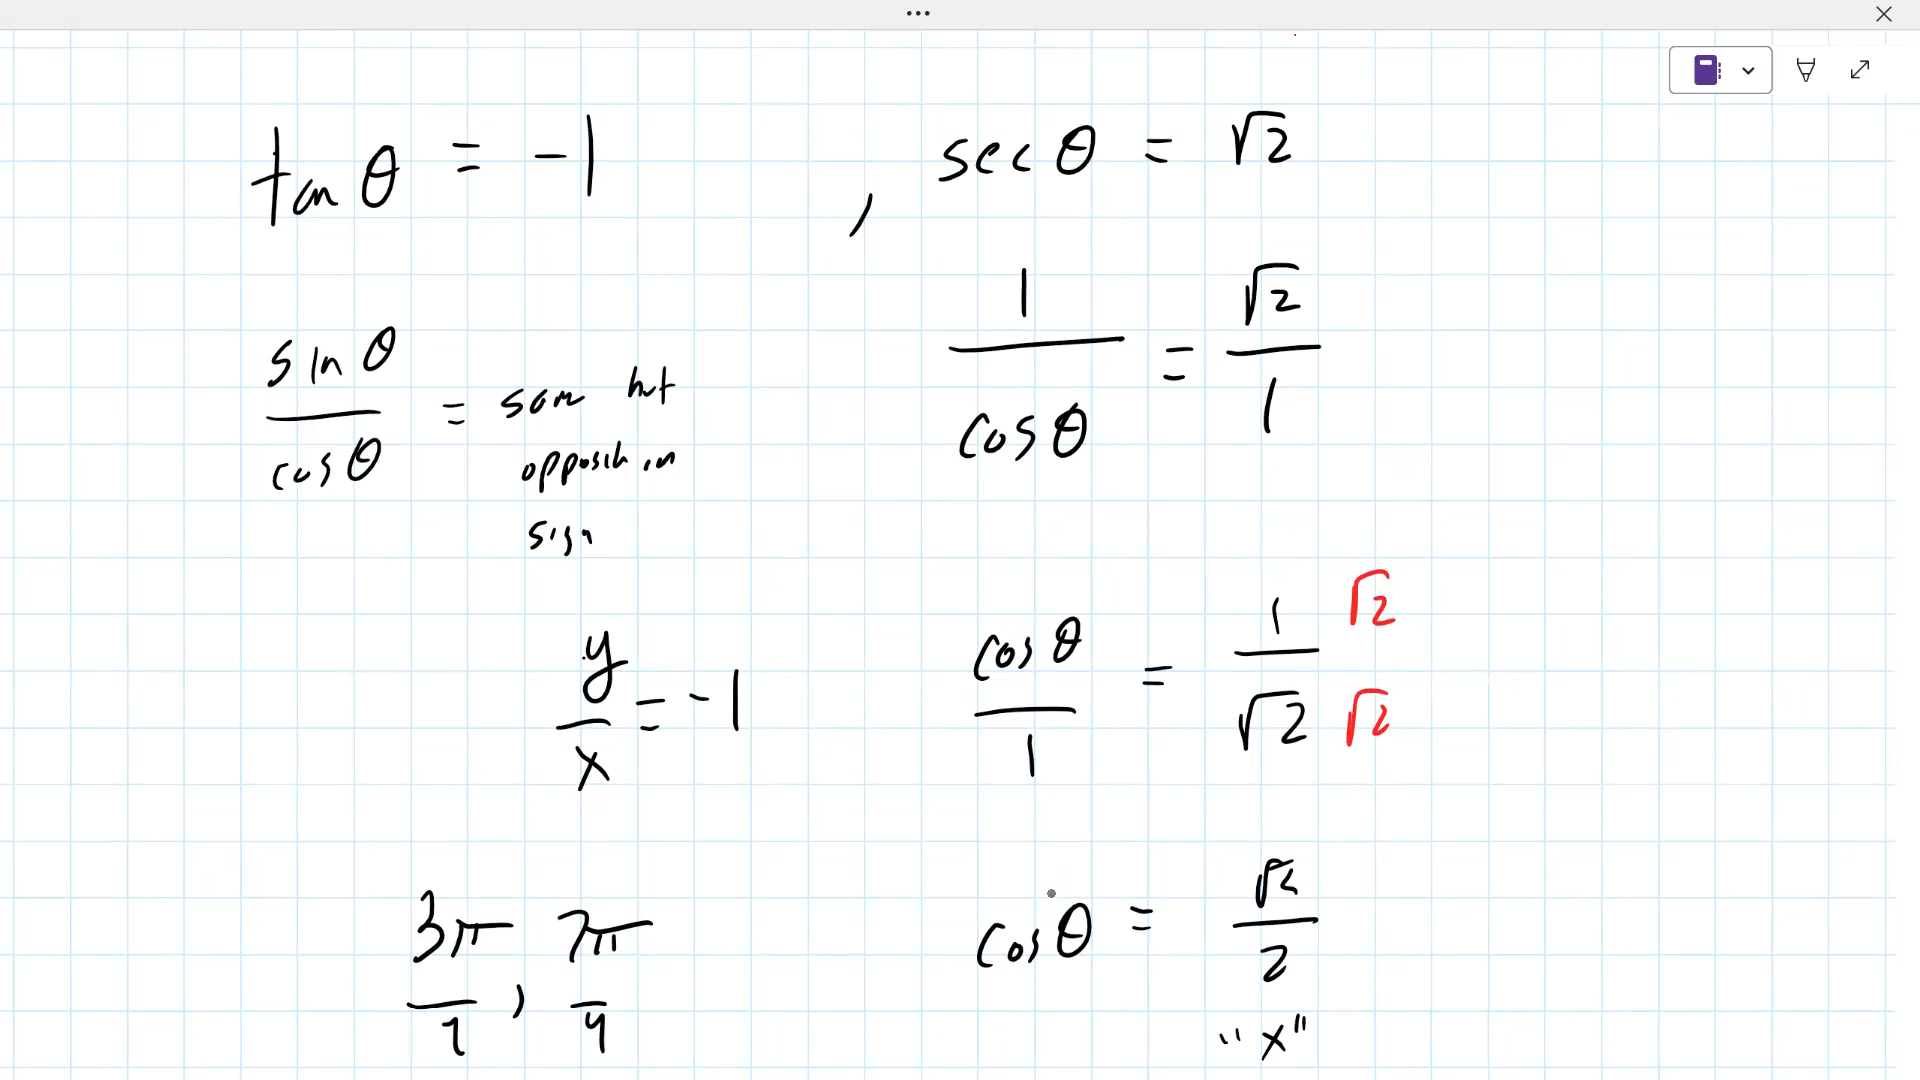 tan θ = -1 , sec θ = √2
sin θ / cos θ = same but
opposite in
sign
1 / cos θ = √2 / 1
y / x = -1
cos θ / 1 = 1 / √2 √2 / √2
3π / 4 , 7π / 4
cos θ = √2 / 2
"x"